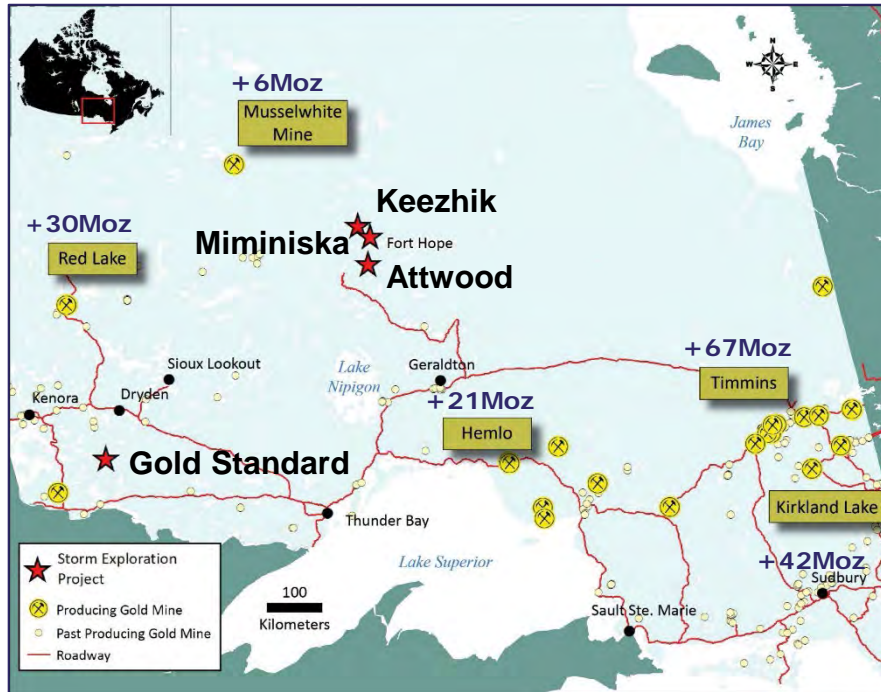 +6Moz
Musselwhite
Mine
N
W
E
S
James
Bay
Keezhik
+30Moz
Miminiska
Fort Hope
Red Lake
Attwood
Sioux Lookout
Lake
Nipigon
Geraldton
+67Moz
Timmins
Kenora
Dryden
+21Moz
Hemlo
Gold Standard
Kirkland Lake
Thunder Bay
Storm Exploration
Project
Lake Superior
+42Moz
Sudbury
Producing Gold Mine
100
Kilometers
Sault Ste. Marie
Past Producing Gold Mine
Roadway